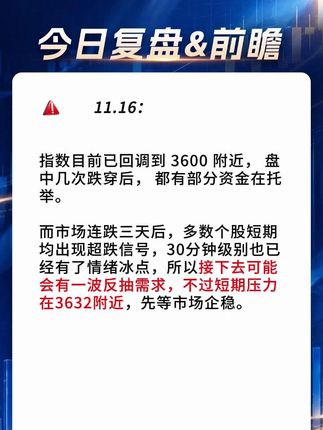 今日复盘&前瞻
11.16：
指数目前已回调到 3600 附近， 盘
中几次跌穿后， 都有部分资金在托
举。
而市场连跌三天后，多数个股短期
均出现超跌信号，30分钟级别也已
经有了情绪冰点，所以接下去可能
会有一波反抽需求，不过短期压力
在3632附近，先等市场企稳。